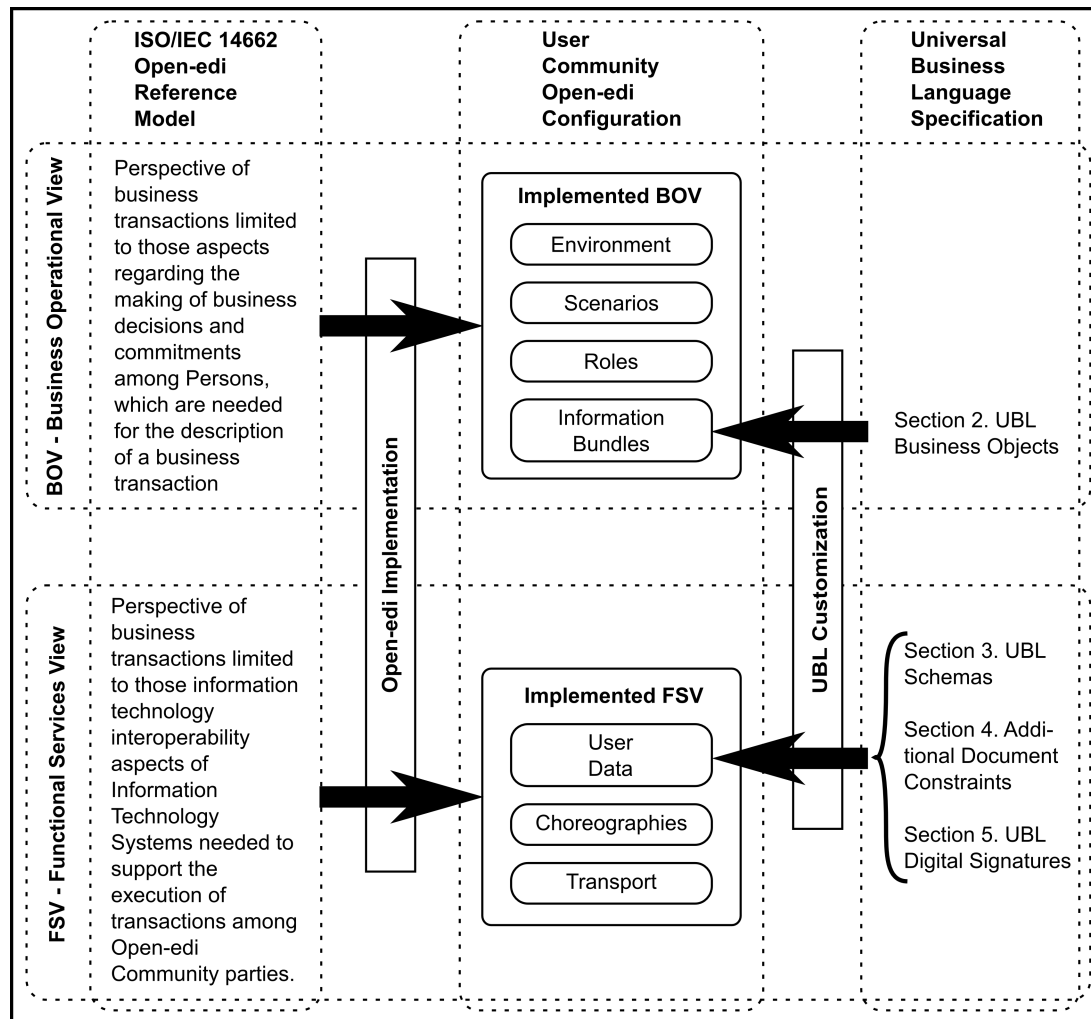 ISO/IEC 14662
Open-edi
Reference
Model
User
Community
Open-edi
Configuration
Universal
Business
Language
Specification
BOV - Business Operational View
Perspective of
business
transactions limited
to those aspects
regarding the
making of business
decisions and
commitments
among Persons,
which are needed
for the description
of a business
transaction
Open-edi Implementation
Implemented BOV
Environment
Scenarios
Roles
Information
Bundles
UBL Customization
Section 2. UBL
Business Objects
FSV - Functional Services View
Perspective of
business
transactions limited
to those information
technology
interoperability
aspects of
Information
Technology
Systems needed to
support the
execution of
transactions among
Open-edi
Community parties.
Implemented FSV
User
Data
Choreographies
Transport
Section 3. UBL
Schemas
Section 4. Addi-
tional Document
Constraints
Section 5. UBL
Digital Signatures